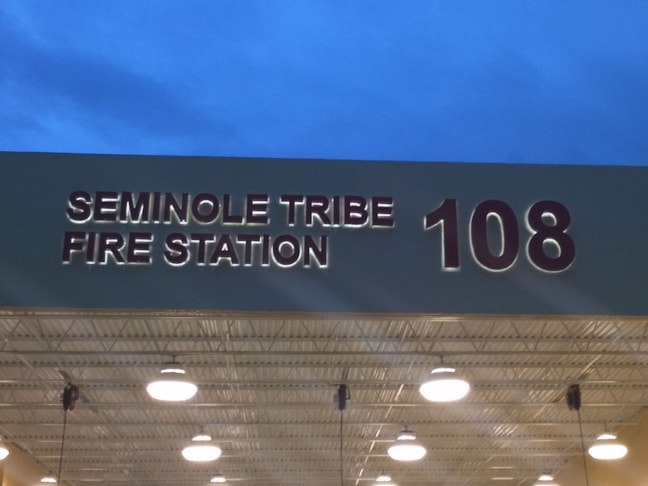 SEMINOLE TRIBE
FIRE STATION
108